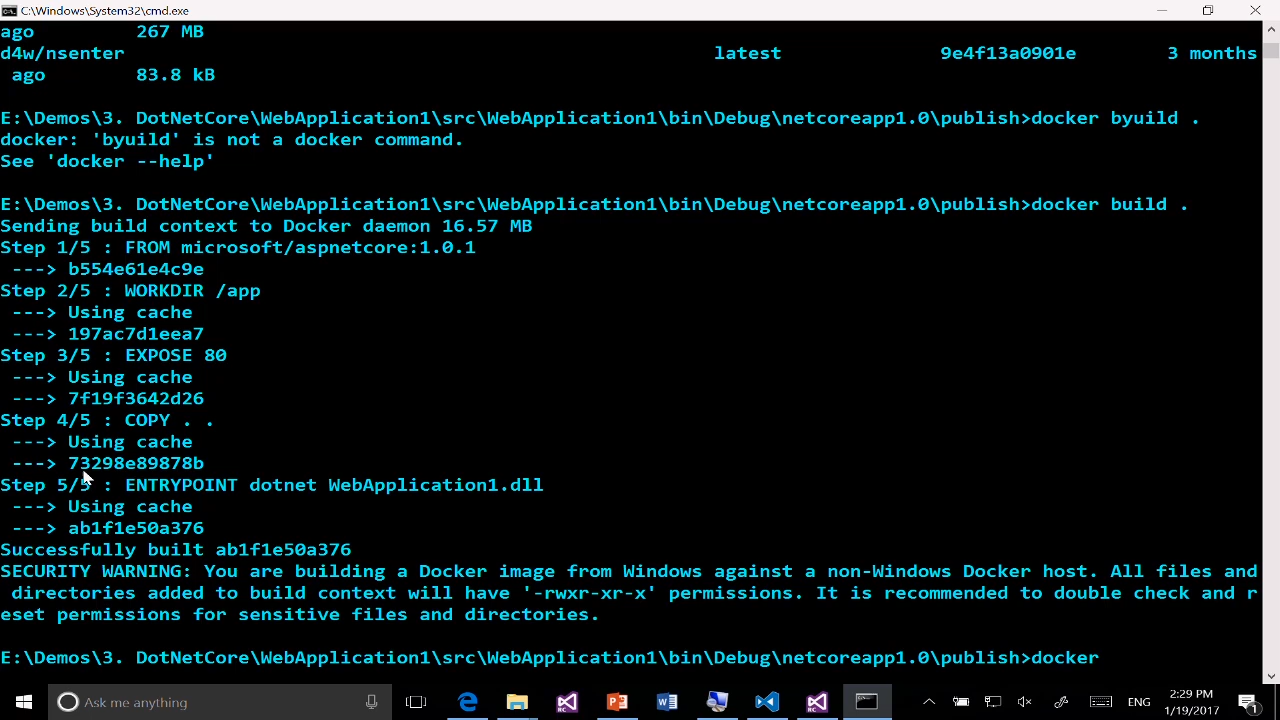 C:\Windows\System32\cmd.exe
ago         267 MB
d4w/nsenter                                                    latest              9e4f13a0901e        3 months
 ago        83.8 kB
E:\Demos\3. DotNetCore\WebApplication1\src\WebApplication1\bin\Debug\netcoreapp1.0\publish>docker byuild .
docker: 'byuild' is not a docker command.
See 'docker --help'
E:\Demos\3. DotNetCore\WebApplication1\src\WebApplication1\bin\Debug\netcoreapp1.0\publish>docker build .
Sending build context to Docker daemon 16.57 MB
Step 1/5 : FROM microsoft/aspnetcore:1.0.1
 ---> b554e61e4c9e
Step 2/5 : WORKDIR /app
 ---> Using cache
 ---> 197ac7d1eea7
Step 3/5 : EXPOSE 80
 ---> Using cache
 ---> 7f19f3642d26
Step 4/5 : COPY . .
 ---> Using cache
 ---> 73298e89878b
Step 5/5 : ENTRYPOINT dotnet WebApplication1.dll
 ---> Using cache
 ---> ab1f1e50a376
Successfully built ab1f1e50a376
SECURITY WARNING: You are building a Docker image from Windows against a non-Windows Docker host. All files and
 directories added to build context will have '-rwxr-xr-x' permissions. It is recommended to double check and r
eset permissions for sensitive files and directories.
E:\Demos\3. DotNetCore\WebApplication1\src\WebApplication1\bin\Debug\netcoreapp1.0\publish>docker
Ask me anything
RC
RC
ENG
2:29 PM
1/19/2017
1